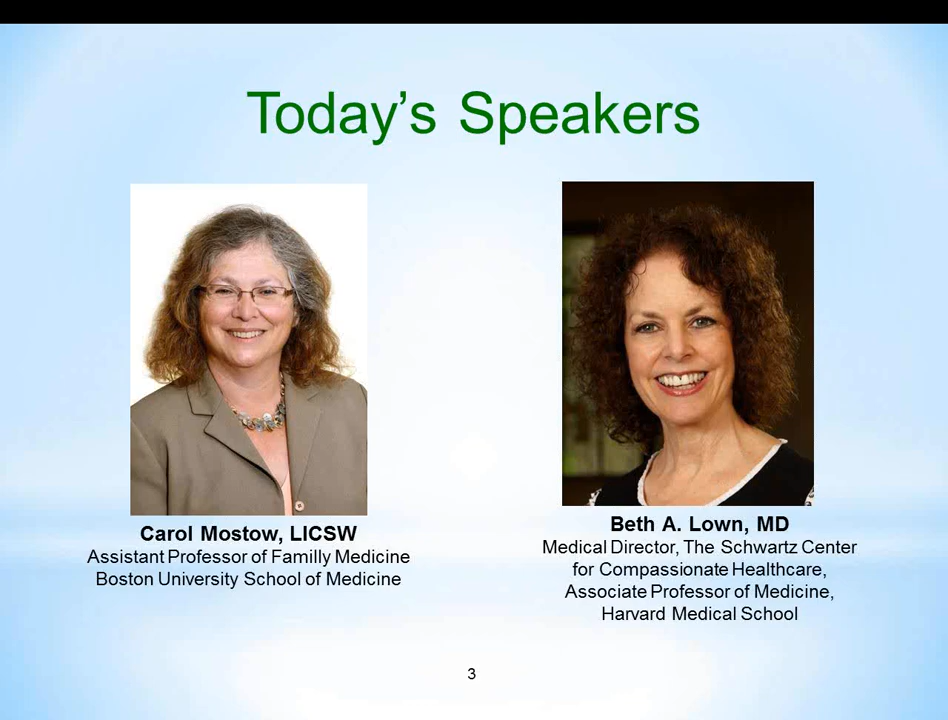 Today’s Speakers
Carol Mostow, LICSW
Assistant Professor of Familly Medicine
Boston University School of Medicine
Beth A. Lown, MD
Medical Director, The Schwartz Center
for Compassionate Healthcare,
Associate Professor of Medicine,
Harvard Medical School
3